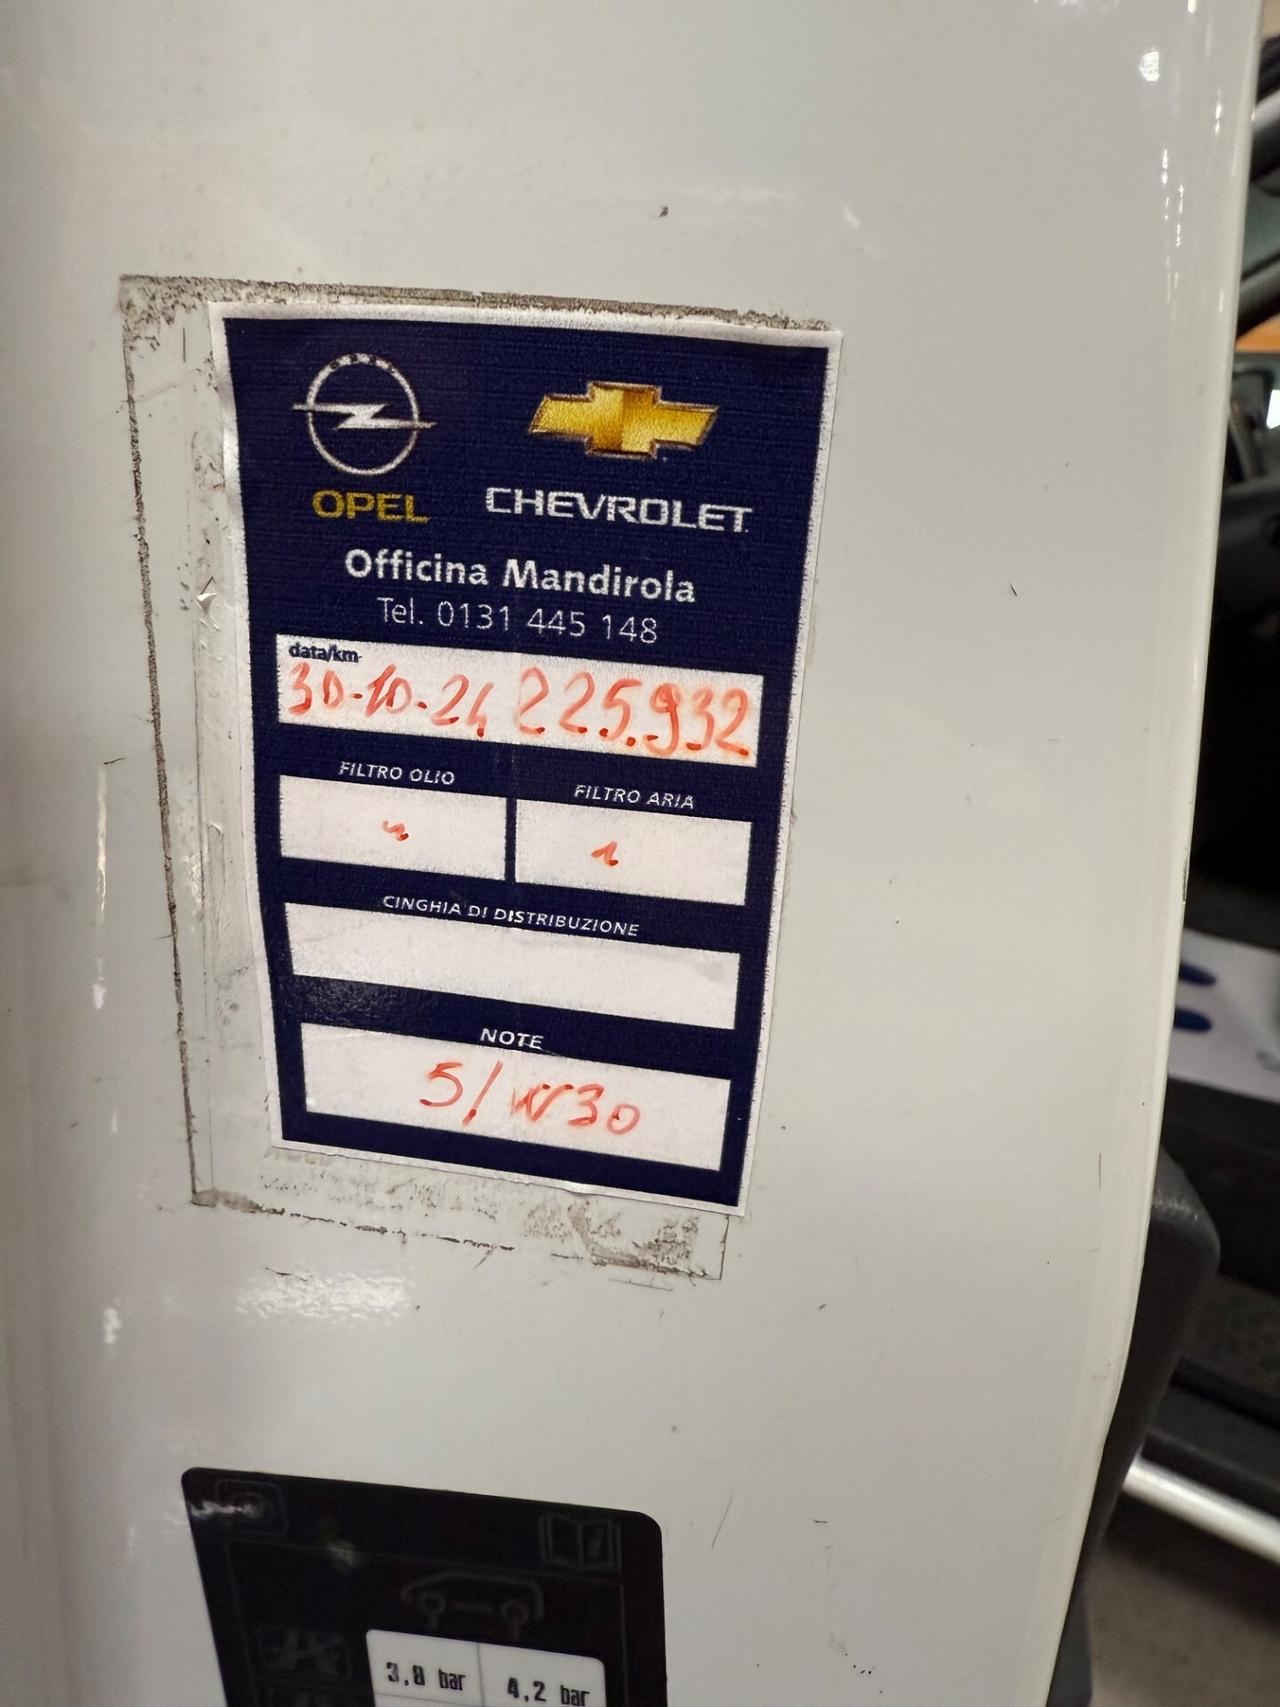 OPEL CHEVROLET
Officina Mandirola
Tel. 0131 445 148
data/km
30-10-24 225.932
FILTRO OLIO FILTRO ARIA
CINGHIA DI DISTRIBUZIONE
NOTE
5/W30
3,8 bar 4,2 bar